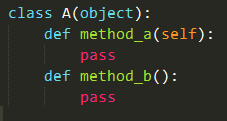 class A(object):
    def method_a(self):
        pass
    def method_b():
        pass